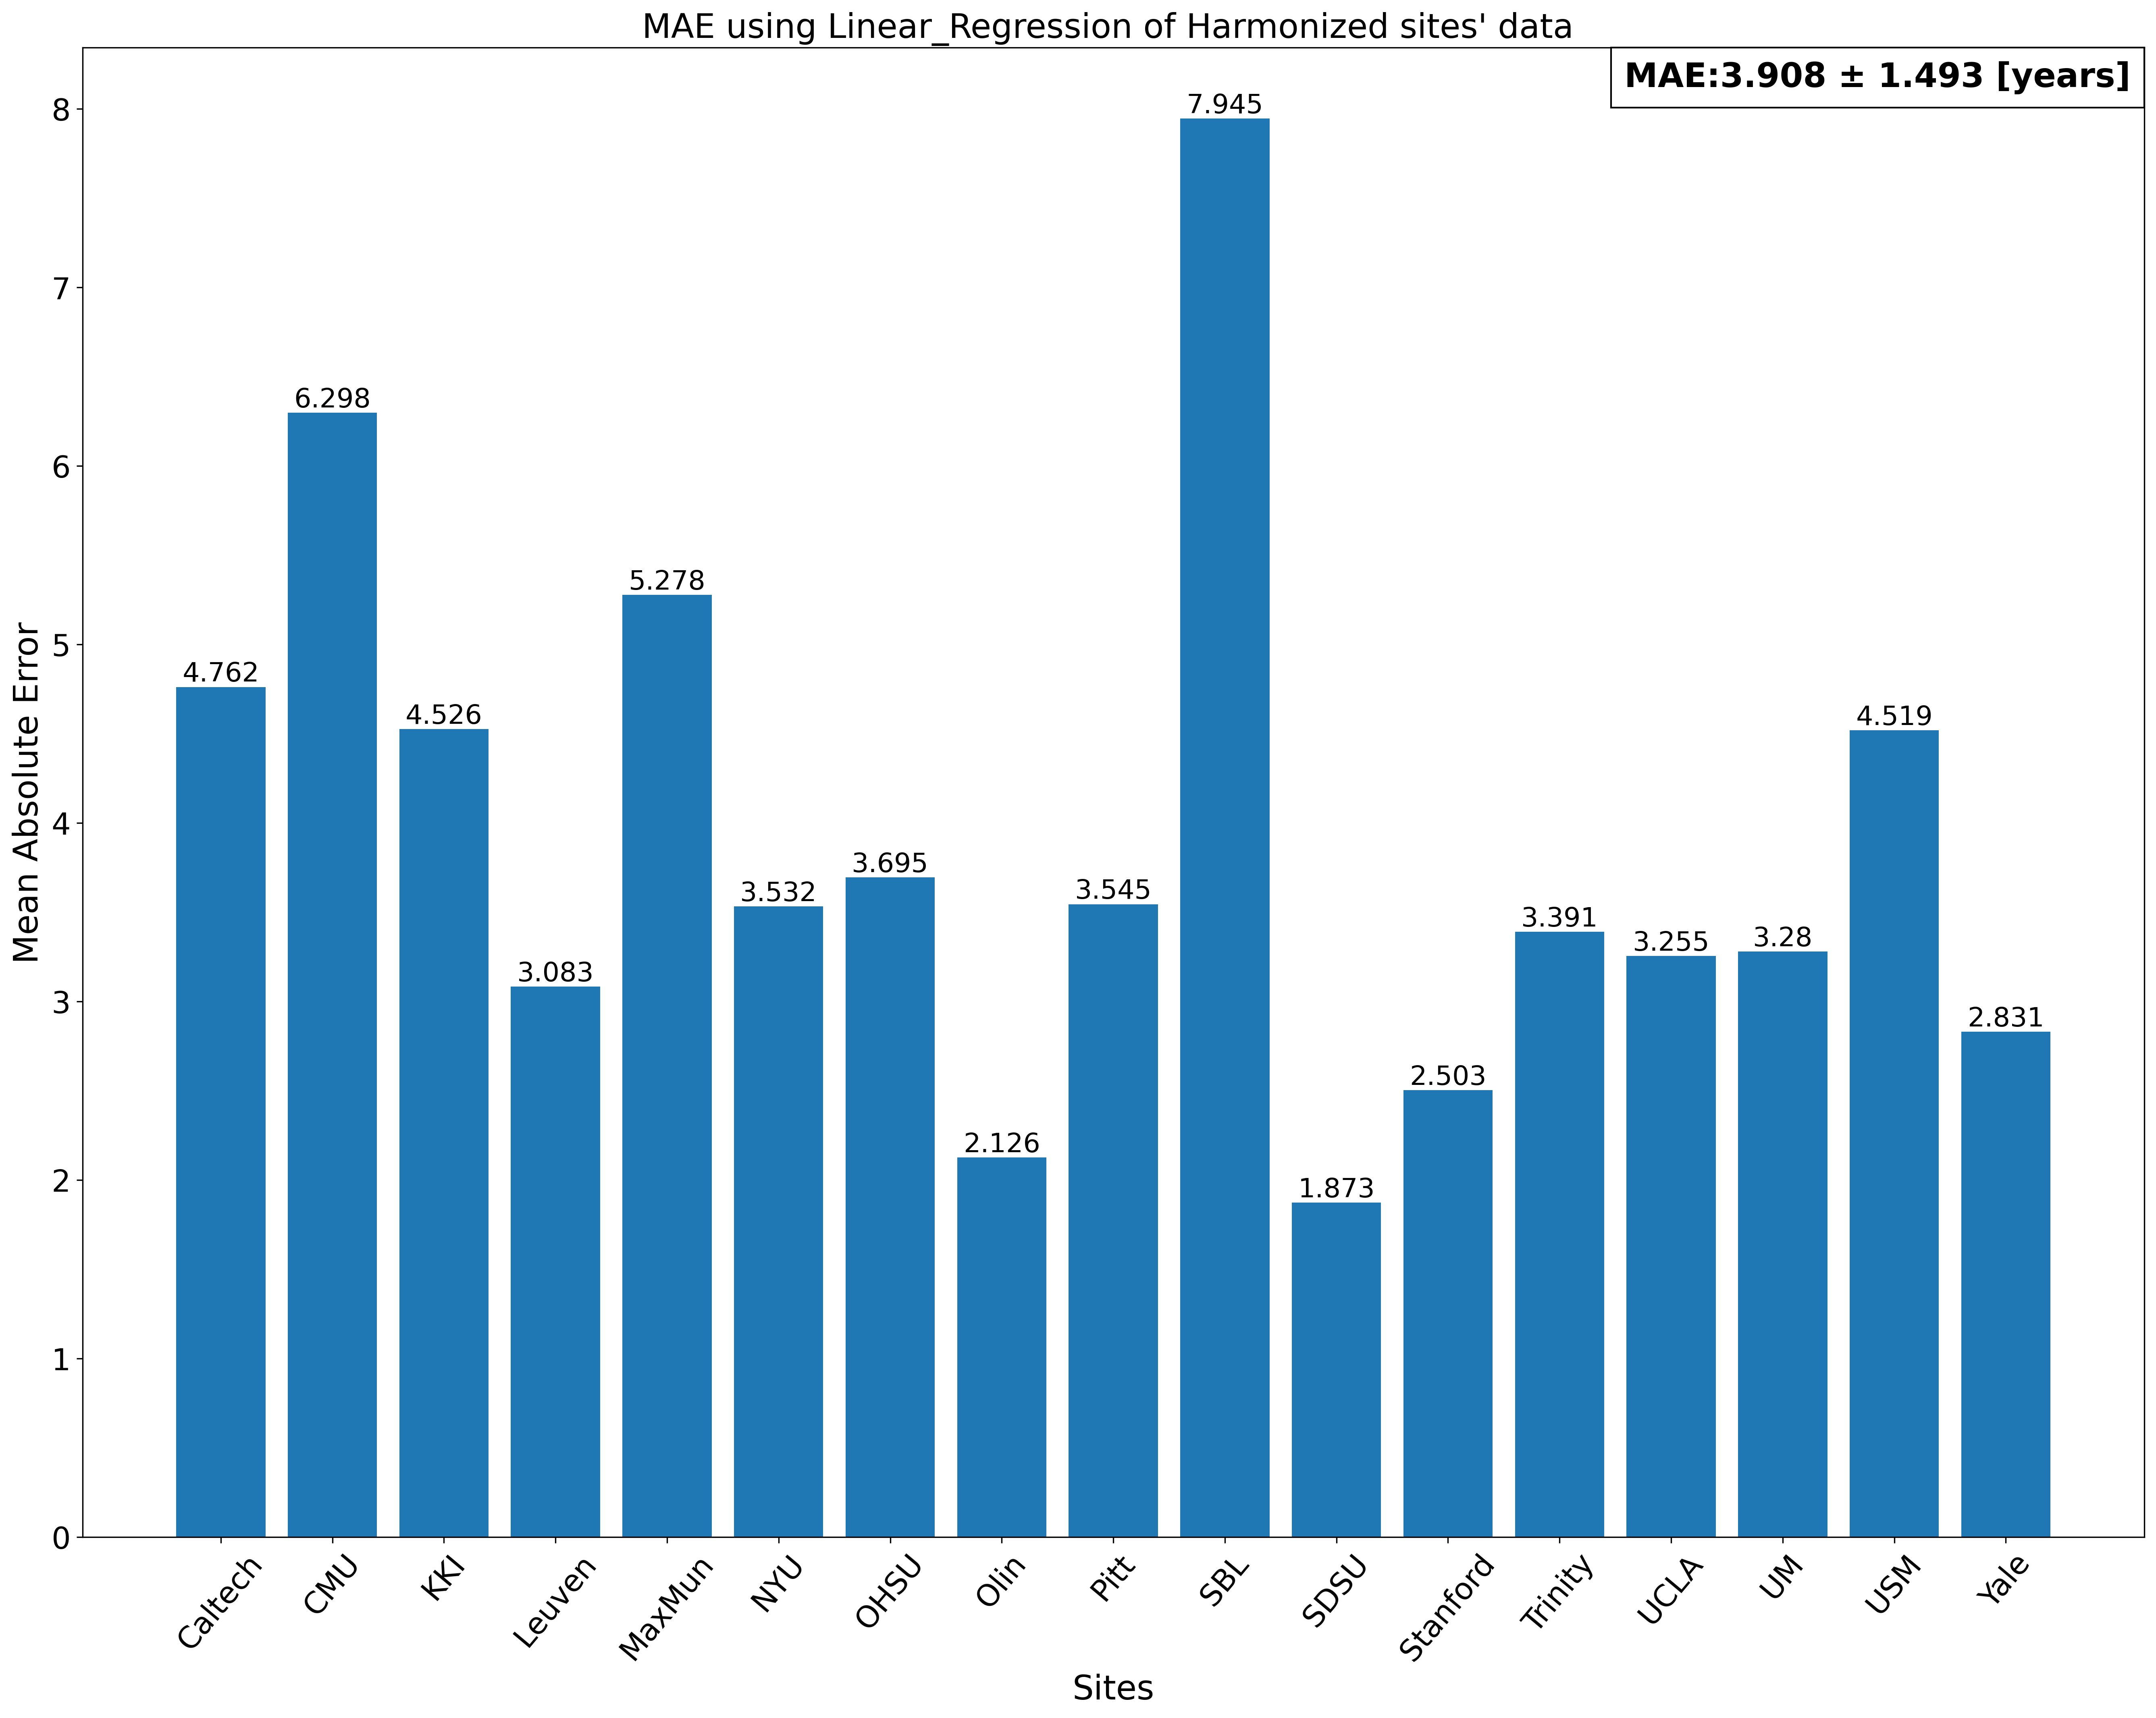 MAE using Linear_Regression of Harmonized sites' data
MAE:3.908 ± 1.493 [years]
Mean Absolute Error
8
7
6
5
4
3
2
1
0
4.762
6.298
4.526
3.083
5.278
3.532
3.695
2.126
3.545
7.945
1.873
2.503
3.391
3.255
3.28
4.519
2.831
Caltech
CMU
KKI
Leuven
MaxMun
NYU
OHSU
Olin
Pitt
SBL
SDSU
Stanford
Trinity
UCLA
UM
USM
Yale
Sites